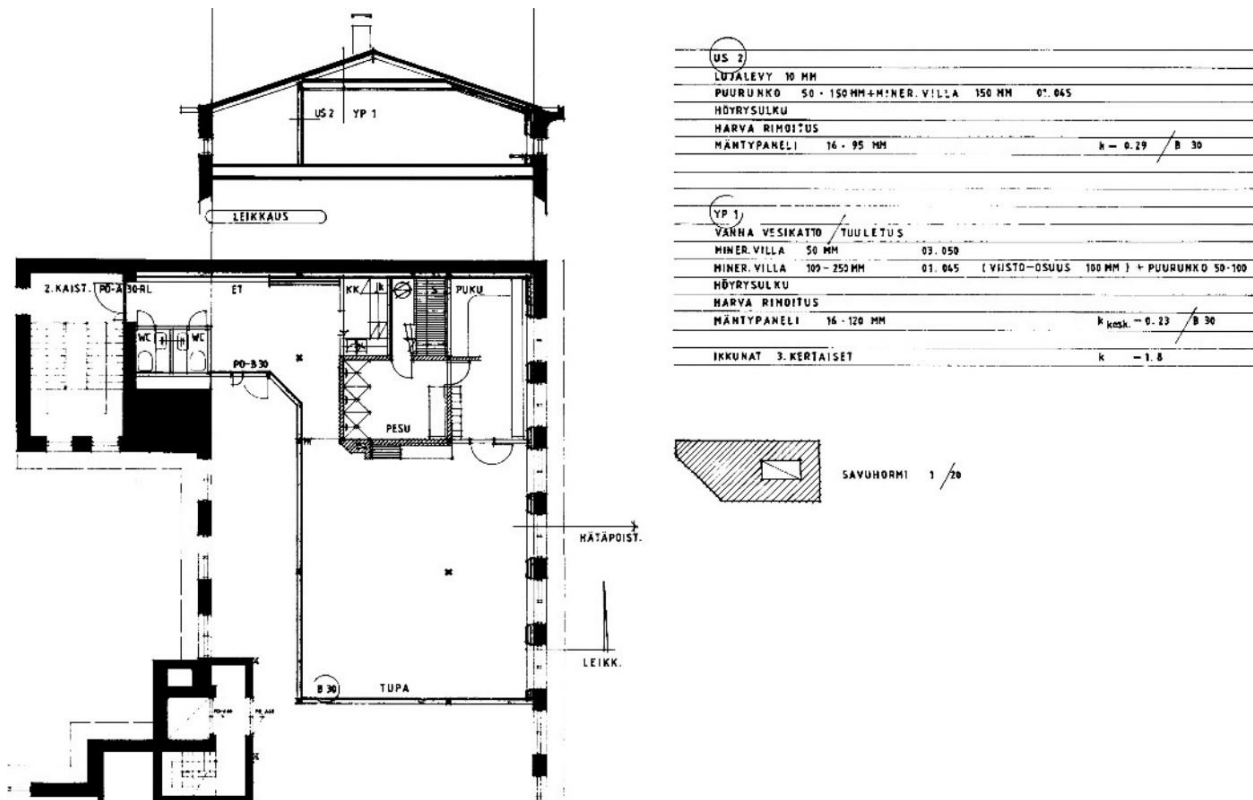 US 2 YP 1
LEIKKAUS
2. KAIST. PO-A 30-RL ET KK. JK S PUKU
WC WC
PO-B 30
PESU
HÄTÄPOIST.
LEIKK.
B 30 TUPA
US 2
LUJALEVY 10 MM
PUURUNKO 50 - 150 MM + MINER. VILLA 150 MM 01.045
HÖYRYSULKU
HARVA RIMOITUS
MÄNTYPANELI 16 - 95 MM k — 0.29 / B 30
YP 1
VANHA VESIKATTO / TUULETUS
MINER. VILLA 50 MM 03.050
MINER. VILLA 100 - 250 MM 01.045 ( VIISTO-OSUUS 100 MM ) + PUURUNKO 50-100
HÖYRYSULKU
HARVA RIMOITUS
MÄNTYPANELI 16 - 120 MM k kesk. — 0.23 / B 30
IKKUNAT 3. KERTAISET k — 1.8
SAVUHORMI 1 / 20